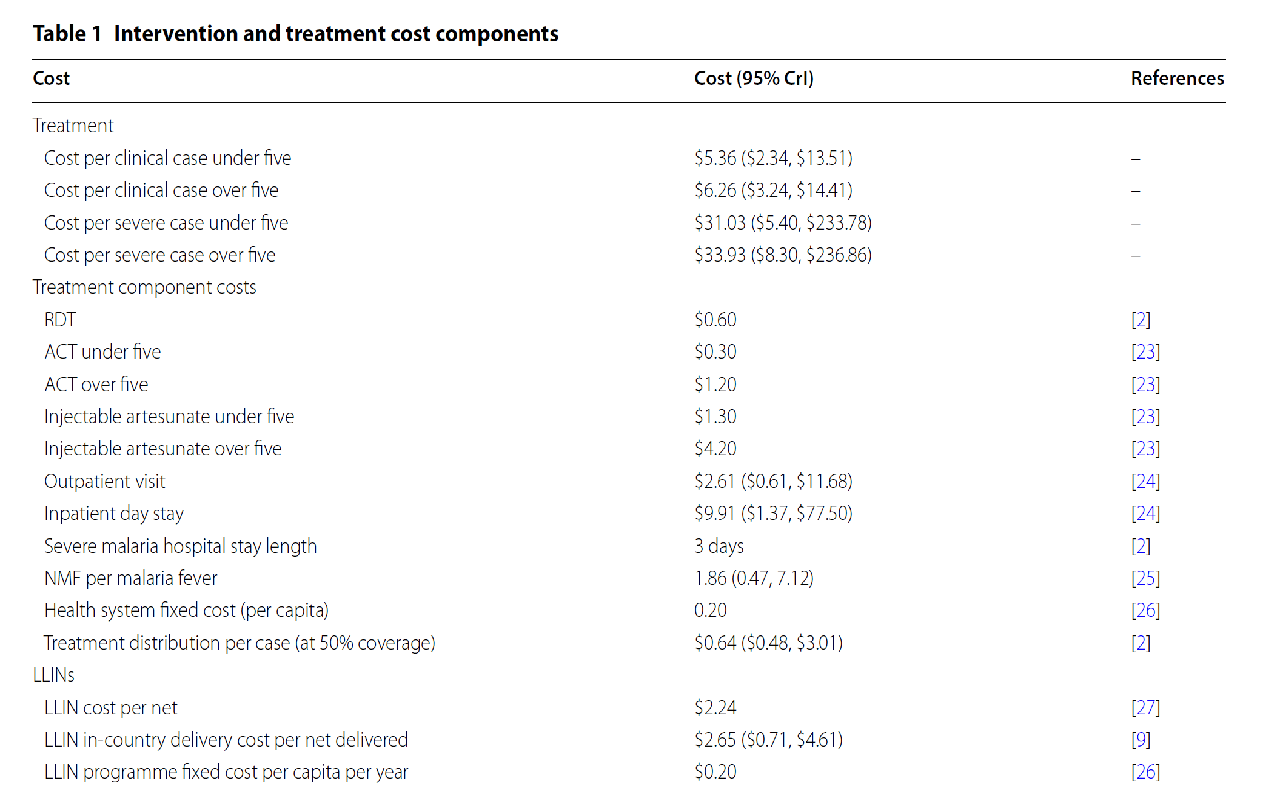 Table 1 Intervention and treatment cost components
Cost Cost (95% CrI) References
Treatment
Cost per clinical case under five $5.36 ($2.34, $13.51) –
Cost per clinical case over five $6.26 ($3.24, $14.41) –
Cost per severe case under five $31.03 ($5.40, $233.78) –
Cost per severe case over five $33.93 ($8.30, $236.86) –
Treatment component costs
RDT $0.60 [2]
ACT under five $0.30 [23]
ACT over five $1.20 [23]
Injectable artesunate under five $1.30 [23]
Injectable artesunate over five $4.20 [23]
Outpatient visit $2.61 ($0.61, $11.68) [24]
Inpatient day stay $9.91 ($1.37, $77.50) [24]
Severe malaria hospital stay length 3 days [2]
NMF per malaria fever 1.86 (0.47, 7.12) [25]
Health system fixed cost (per capita) 0.20 [26]
Treatment distribution per case (at 50% coverage) $0.64 ($0.48, $3.01) [2]
LLINs
LLIN cost per net $2.24 [27]
LLIN in-country delivery cost per net delivered $2.65 ($0.71, $4.61) [9]
LLIN programme fixed cost per capita per year $0.20 [26]